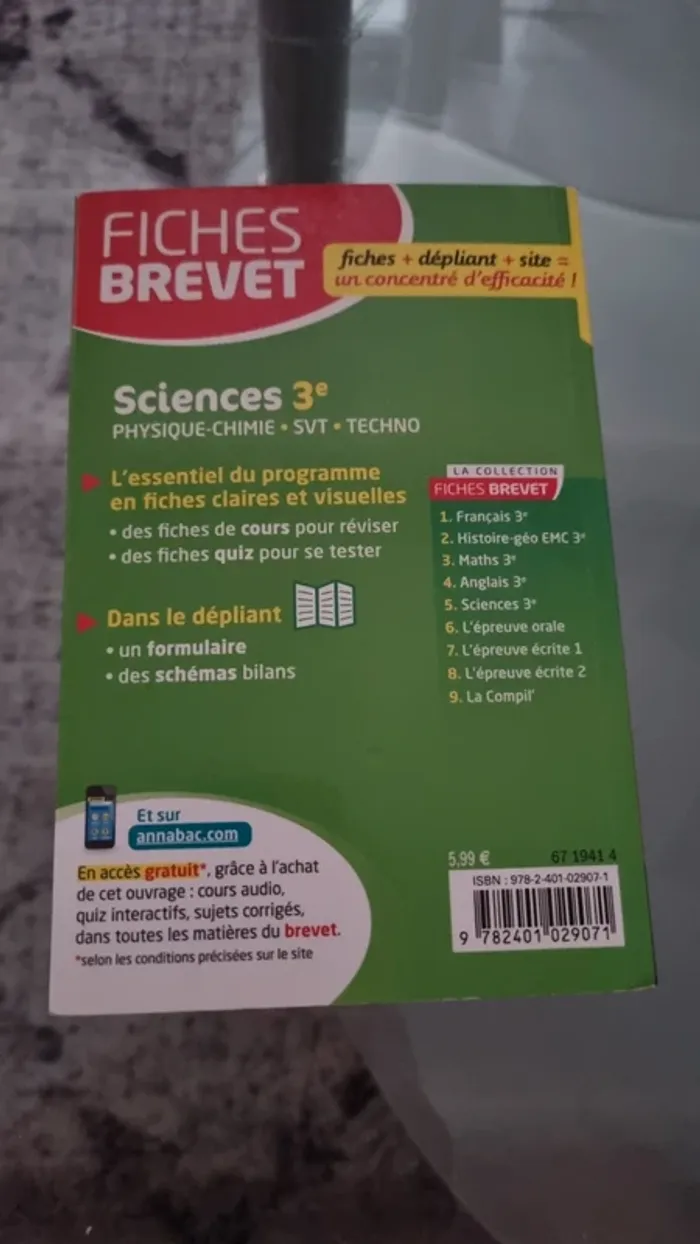 FICHES
BREVET
fiches + dépliant + site =
un concentré d'efficacité !
Sciences 3e
PHYSIQUE-CHIMIE • SVT • TECHNO
L'essentiel du programme
en fiches claires et visuelles
• des fiches de cours pour réviser
• des fiches quiz pour se tester
Dans le dépliant
• un formulaire
• des schémas bilans
LA COLLECTION
FICHES BREVET
1. Français 3e
2. Histoire-géo EMC 3e
3. Maths 3e
4. Anglais 3e
5. Sciences 3e
6. L'épreuve orale
7. L'épreuve écrite 1
8. L'épreuve écrite 2
9. La Compil'
Et sur
annabac.com
En accès gratuit*, grâce à l'achat
de cet ouvrage : cours audio,
quiz interactifs, sujets corrigés,
dans toutes les matières du brevet.
*selon les conditions précisées sur le site
5,99 €
67 1941 4
ISBN : 978-2-401-02907-1
9 782401 029071